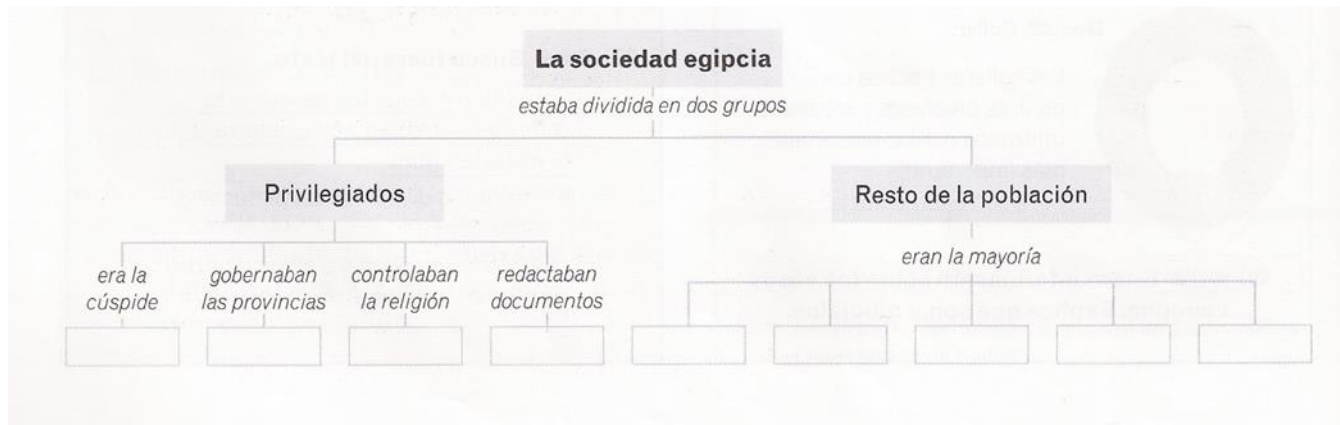 La sociedad egipcia
estaba dividida en dos grupos
Privilegiados
Resto de la población
eran la mayoría
era la
cúspide
gobernaban
las provincias
controlaban
la religión
redactaban
documentos